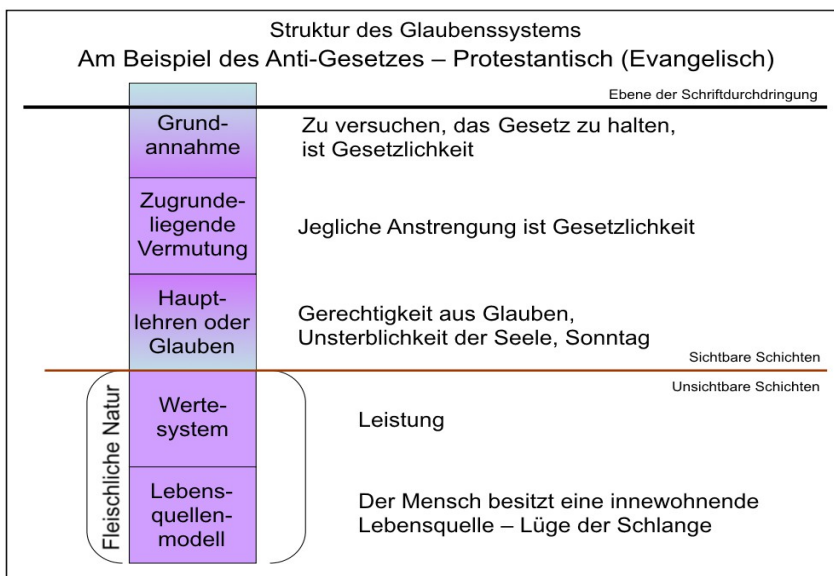 Struktur des Glaubenssystems
Am Beispiel des Anti-Gesetzes – Protestantisch (Evangelisch)
Ebene der Schriftdurchdringung
Grund-
annahme
Zu versuchen, das Gesetz zu halten,
ist Gesetzlichkeit
Zugrunde-
liegende
Vermutung
Jegliche Anstrengung ist Gesetzlichkeit
Haupt-
lehren oder
Glauben
Gerechtigkeit aus Glauben,
Unsterblichkeit der Seele, Sonntag
Sichtbare Schichten
Unsichtbare Schichten
Fleischliche Natur
Werte-
system
Leistung
Lebens-
quellen-
modell
Der Mensch besitzt eine innewohnende
Lebensquelle – Lüge der Schlange